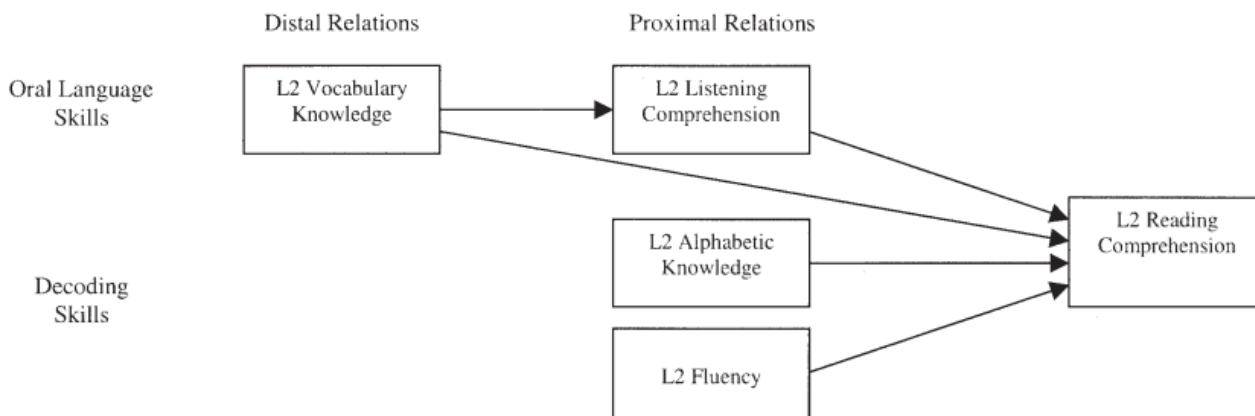 Distal Relations
Proximal Relations
Oral Language
Skills
L2 Vocabulary
Knowledge
L2 Listening
Comprehension
L2 Reading
Comprehension
L2 Alphabetic
Knowledge
Decoding
Skills
L2 Fluency